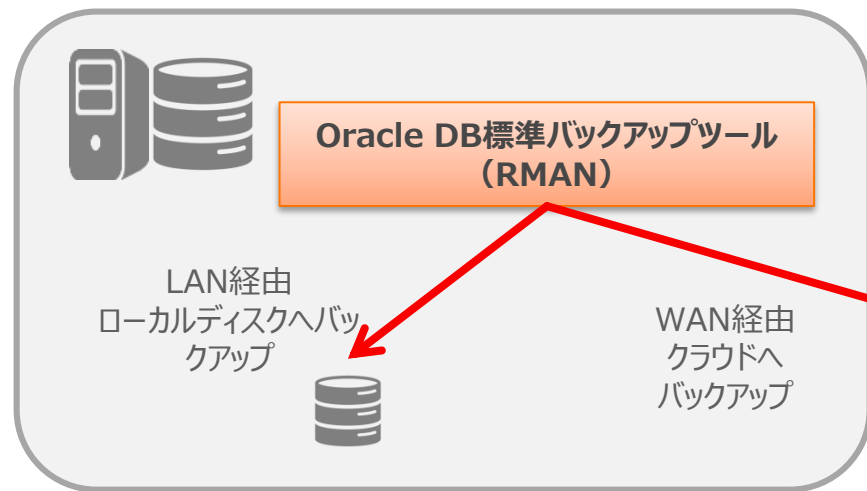 Oracle DB標準バックアップツール
（RMAN）
LAN経由
ローカルディスクへバッ
クアップ
WAN経由
クラウドへ
バックアップ